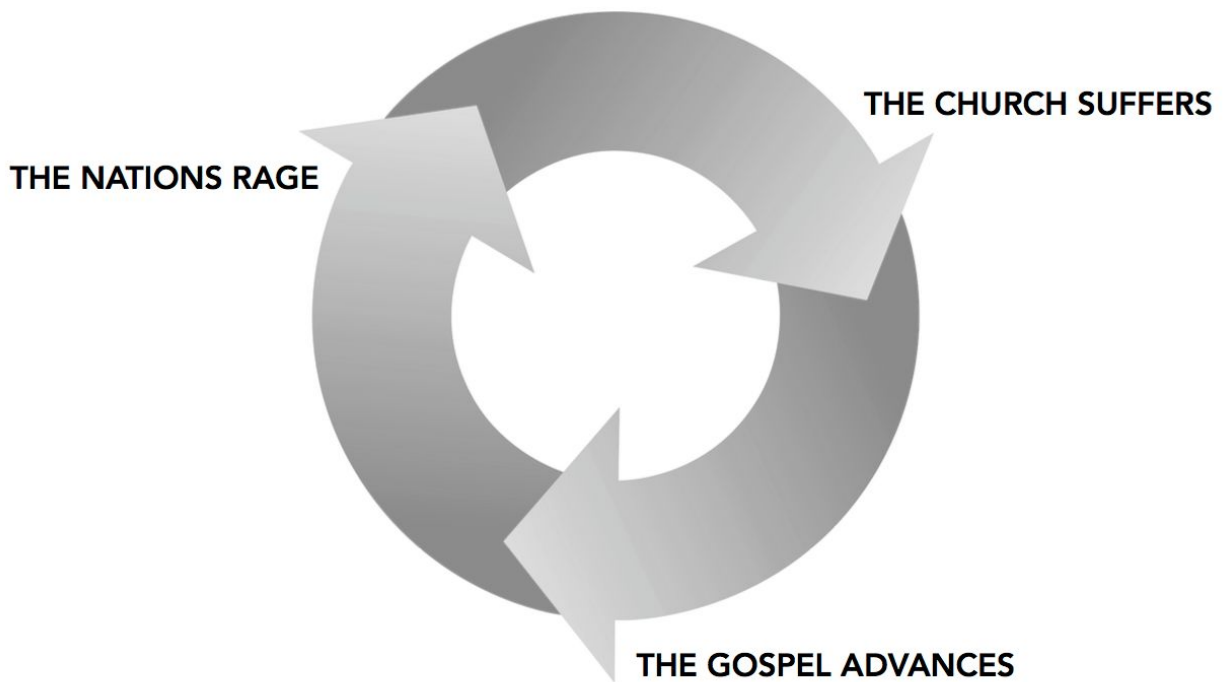 THE CHURCH SUFFERS
THE NATIONS RAGE
THE GOSPEL ADVANCES